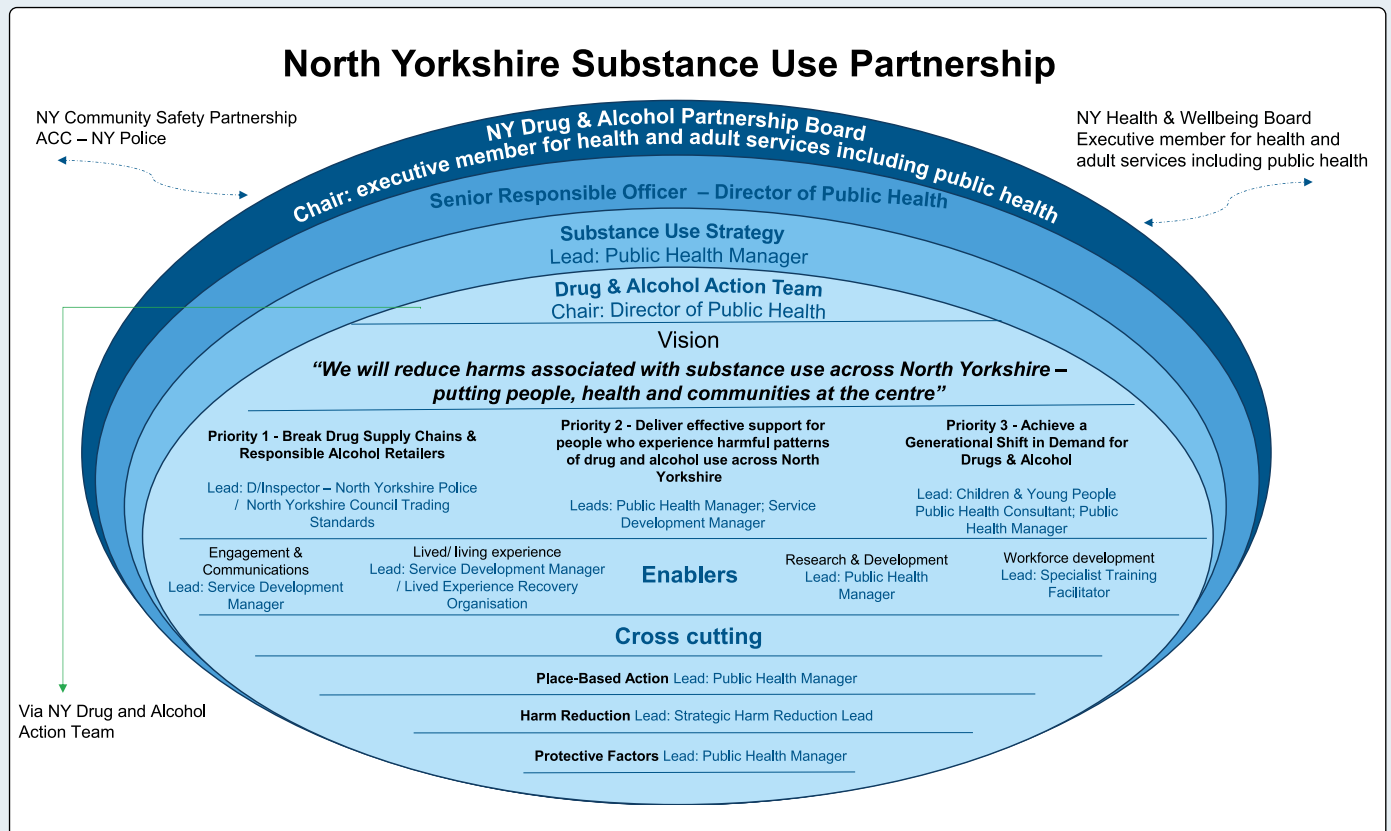 North Yorkshire Substance Use Partnership
NY Community Safety Partnership
ACC – NY Police
NY Health & Wellbeing Board
Executive member for health and
adult services including public health
NY Drug & Alcohol Partnership Board
Chair: executive member for health and adult services including public health
Senior Responsible Officer – Director of Public Health
Substance Use Strategy
Lead: Public Health Manager
Drug & Alcohol Action Team
Chair: Director of Public Health
Vision
“We will reduce harms associated with substance use across North Yorkshire –
putting people, health and communities at the centre”
Priority 1 - Break Drug Supply Chains &
Responsible Alcohol Retailers
Lead: D/Inspector – North Yorkshire Police
/ North Yorkshire Council Trading
Standards
Priority 2 - Deliver effective support for
people who experience harmful patterns
of drug and alcohol use across North
Yorkshire
Leads: Public Health Manager; Service
Development Manager
Priority 3 - Achieve a
Generational Shift in Demand for
Drugs & Alcohol
Lead: Children & Young People
Public Health Consultant; Public
Health Manager
Engagement &
Communications
Lead: Service Development
Manager
Lived/ living experience
Lead: Service Development Manager
/ Lived Experience Recovery
Organisation
Enablers
Research & Development
Lead: Public Health
Manager
Workforce development
Lead: Specialist Training
Facilitator
Cross cutting
Place-Based Action Lead: Public Health Manager
Harm Reduction Lead: Strategic Harm Reduction Lead
Protective Factors Lead: Public Health Manager
Via NY Drug and Alcohol
Action Team